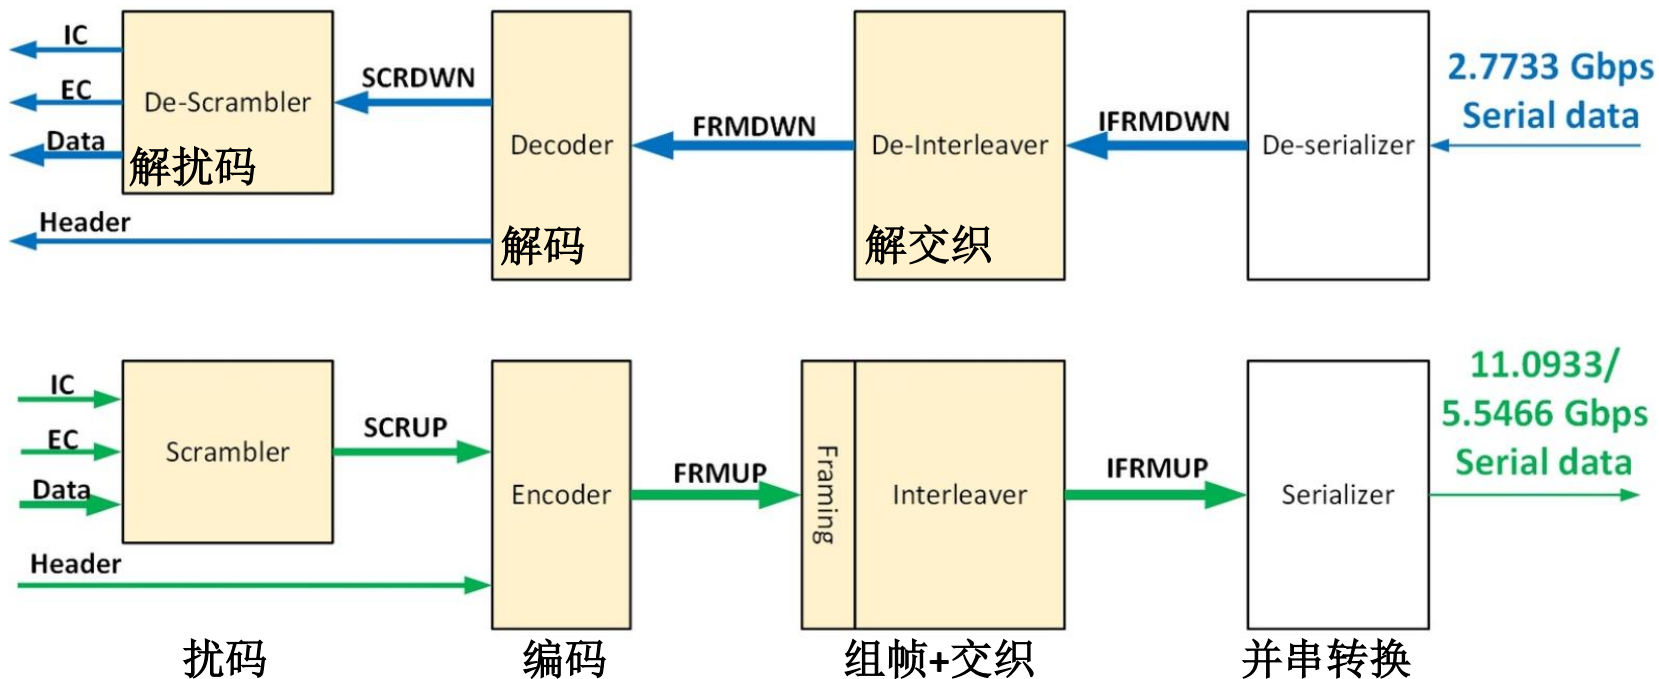 IC
EC
Data
De-Scrambler
解扰码
SCRDWN
Header
Decoder
解码
FRMDWN
De-Interleaver
解交织
IFRMDWN
De-serializer
2.7733 Gbps
Serial data
IC
EC
Data
Scrambler
SCRUP
Header
Encoder
FRMUP
Framing
Interleaver
IFRMUP
Serializer
11.0933/
5.5466 Gbps
Serial data
扰码
编码
组帧+交织
并串转换